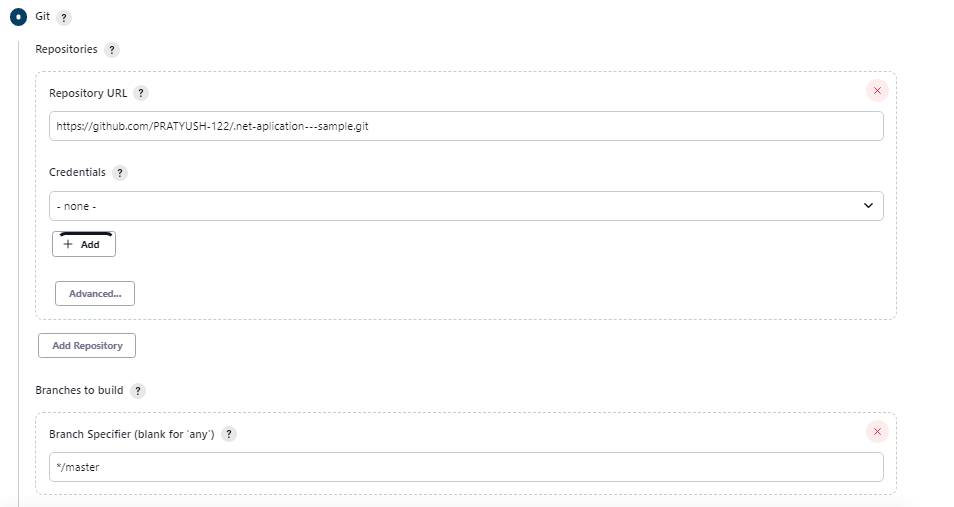 Git ?
Repositories ?
Repository URL ?
https://github.com/PRATYUSH-122/.net-aplication---sample.git
Credentials ?
- none -
+ Add
Advanced...
Add Repository
Branches to build ?
Branch Specifier (blank for 'any') ?
*/master